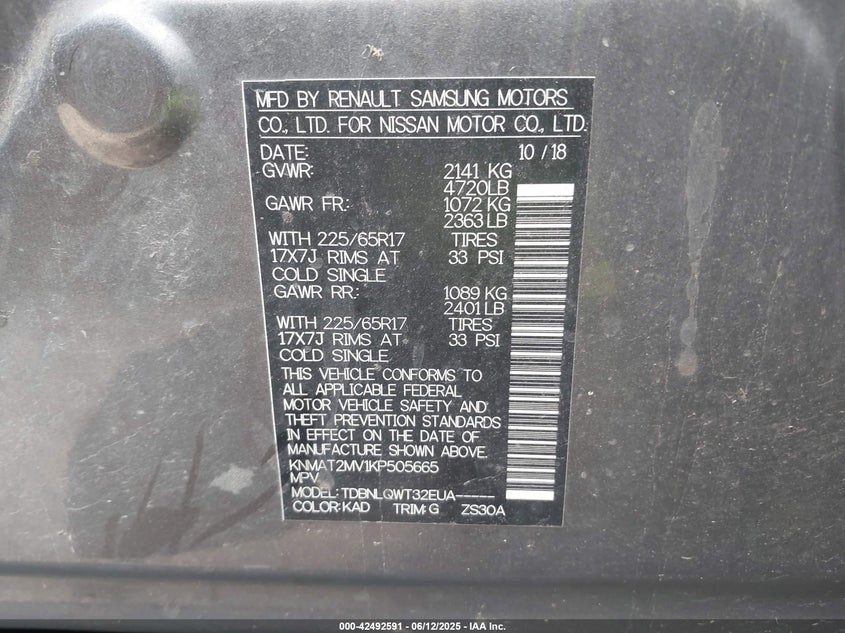 MFD BY RENAULT SAMSUNG MOTORS
CO., LTD. FOR NISSAN MOTOR CO., LTD.
DATE: 10 / 18
GVWR: 2141 KG
4720LB
GAWR FR.: 1072 KG
2363 LB
WITH 225/65R17 TIRES
17X7J RIMS AT 33 PSI
COLD SINGLE
GAWR RR.: 1089 KG
2401 LB
WITH 225/65R17 TIRES
17X7J RIMS AT 33 PSI
COLD SINGLE
THIS VEHICLE CONFORMS TO
ALL APPLICABLE FEDERAL
MOTOR VEHICLE SAFETY AND
THEFT PREVENTION STANDARDS
IN EFFECT ON THE DATE OF
MANUFACTURE SHOWN ABOVE.
KNMAT2MV1KP505665
MPV
MODEL: TDBNLQWT32EUA-----
COLOR: KAD TRIM: G ZS30A
000-42492591 - 06/12/2025 - IAA Inc.